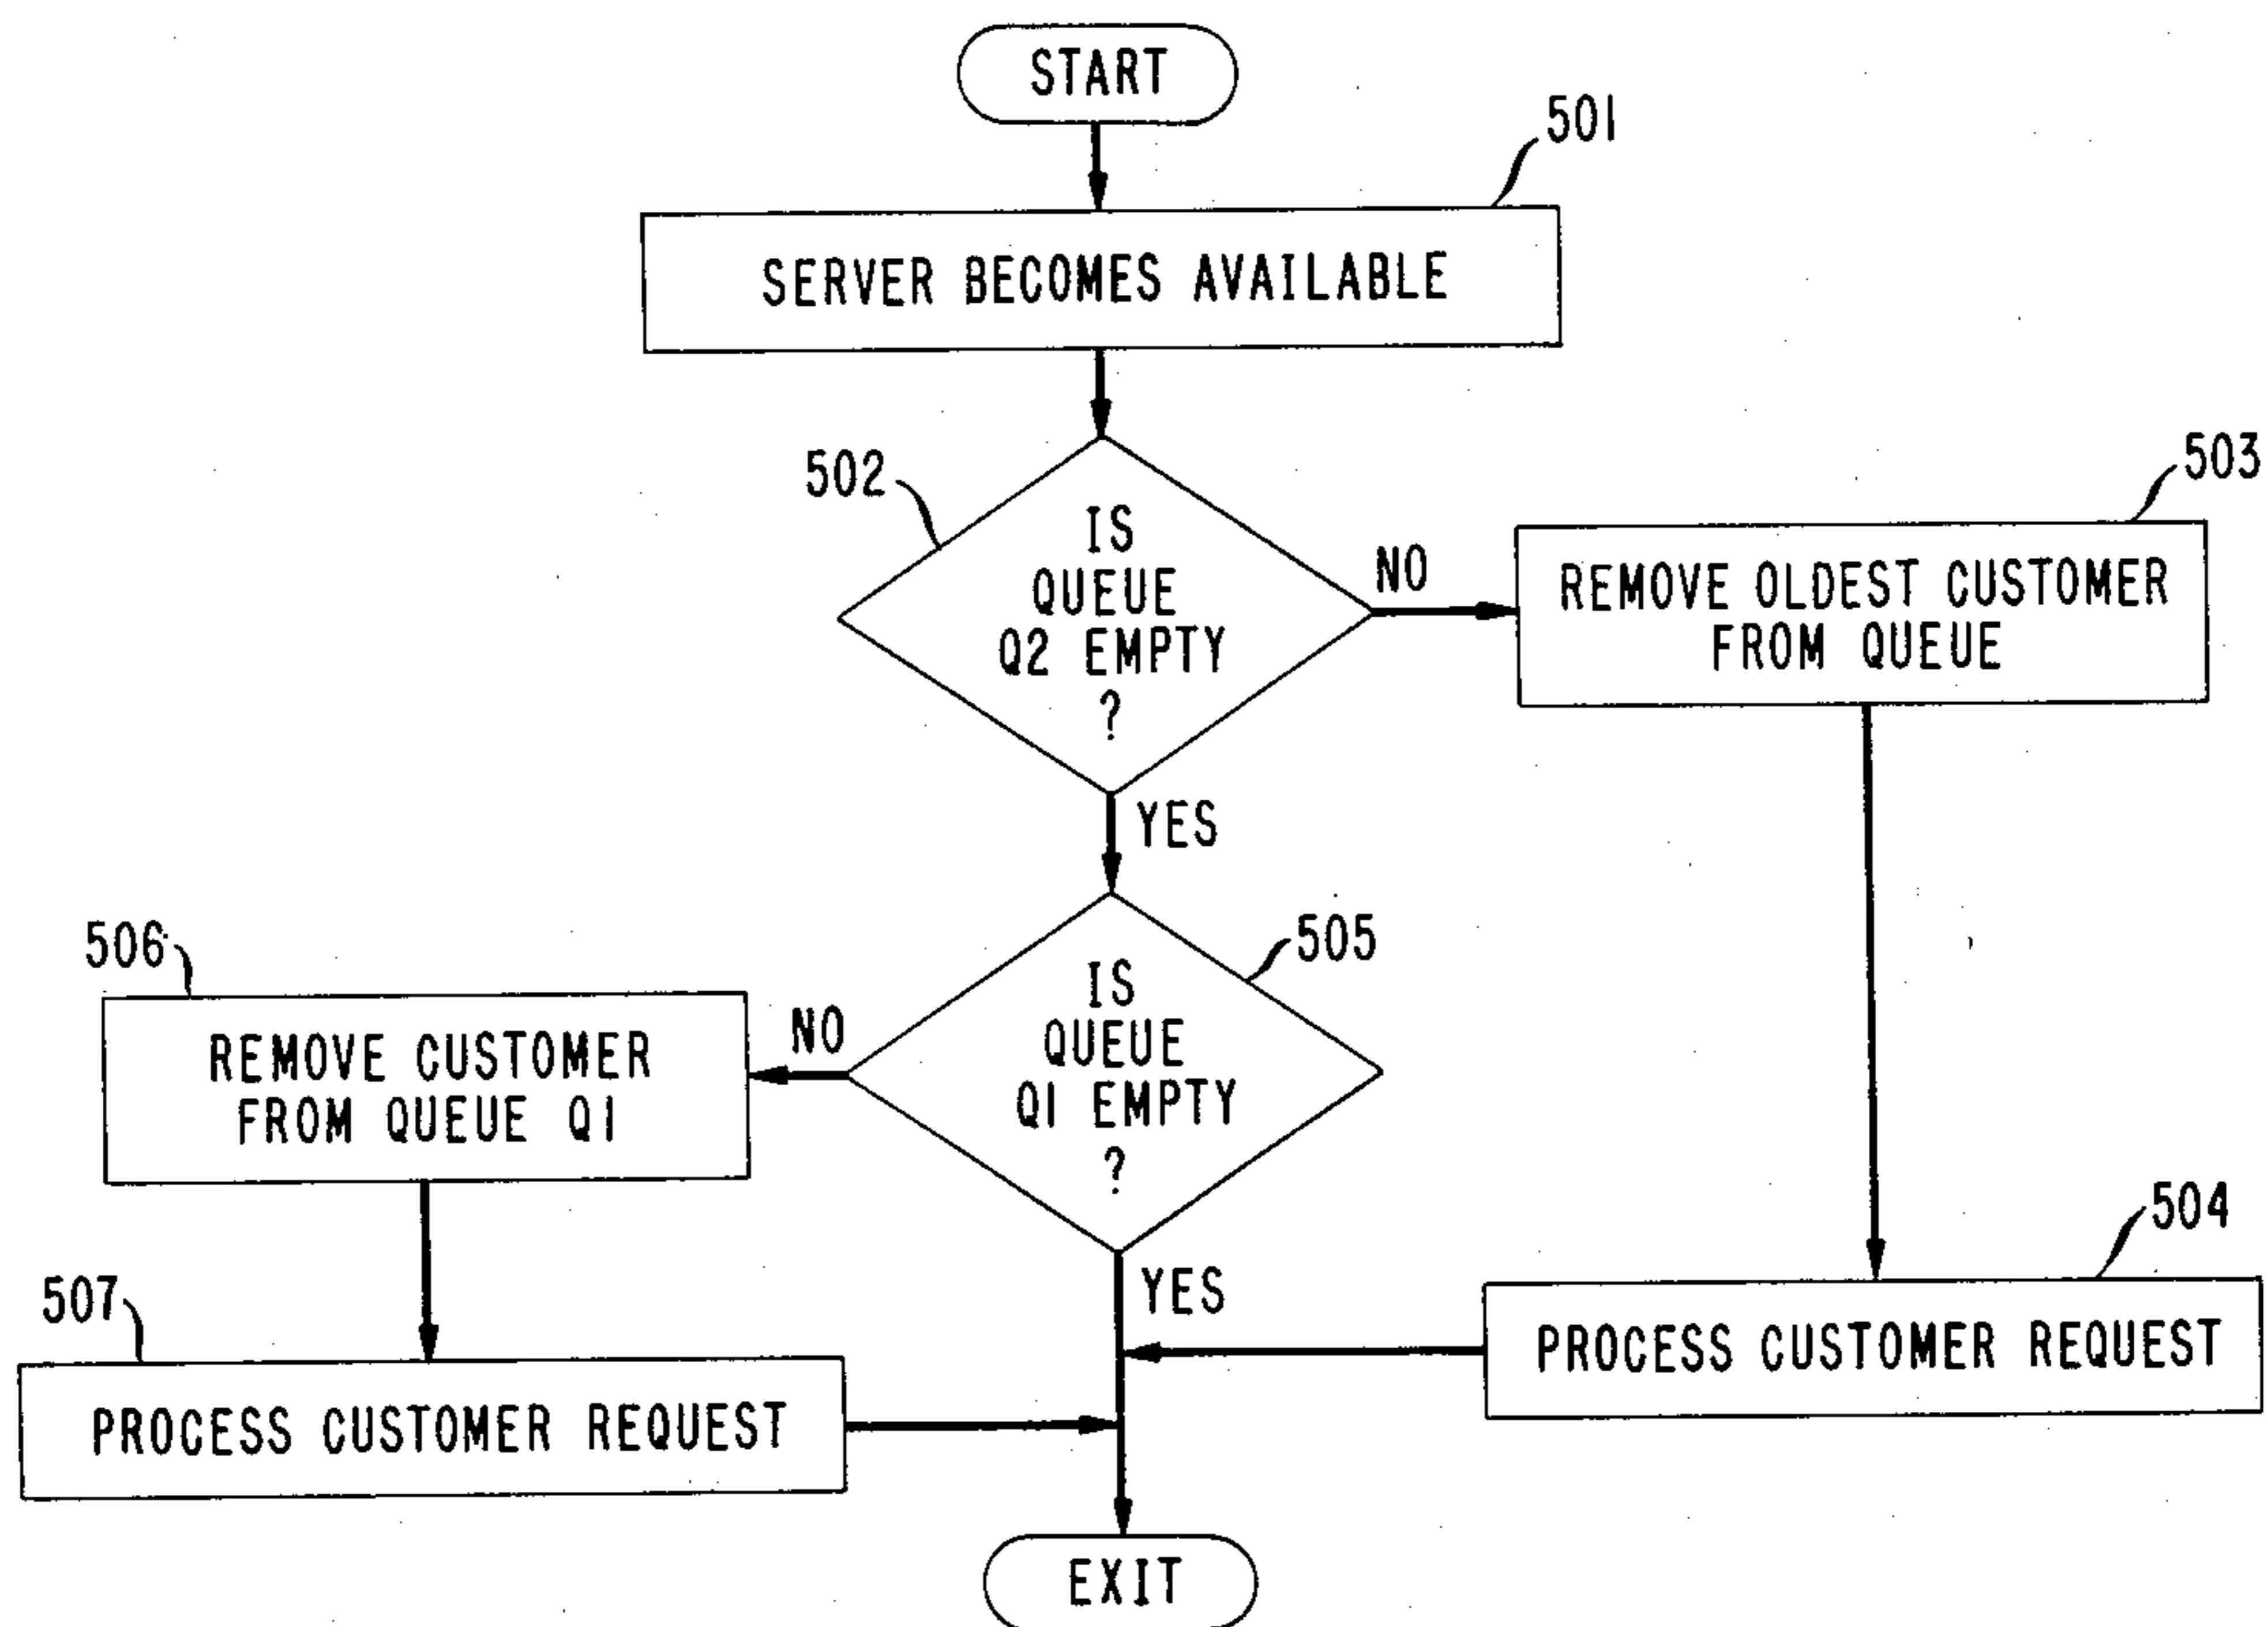 START
501
SERVER BECOMES AVAILABLE
502
IS
QUEUE
Q2 EMPTY
?
NO
503
REMOVE OLDEST CUSTOMER
FROM QUEUE
YES
505
IS
QUEUE
Q1 EMPTY
?
NO
506
REMOVE CUSTOMER
FROM QUEUE Q1
504
PROCESS CUSTOMER REQUEST
YES
507
PROCESS CUSTOMER REQUEST
EXIT